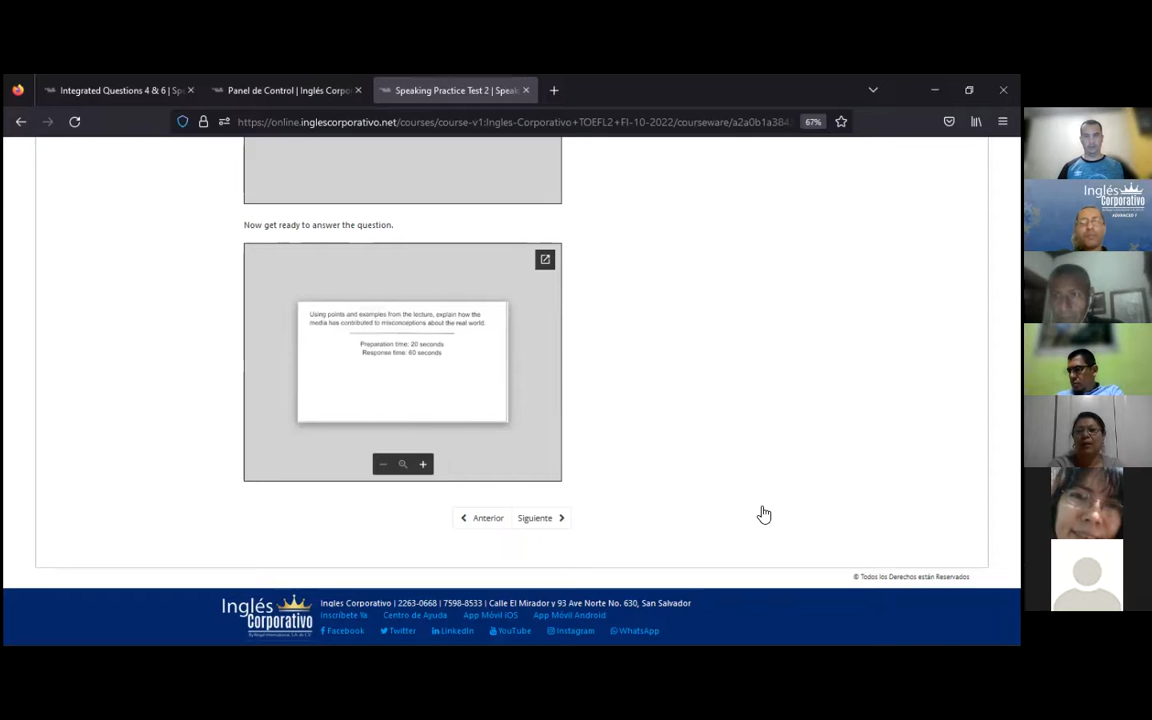 Integrated Questions 4 & 6 | Sp
Panel de Control | Inglés Corpo
Speaking Practice Test 2 | Speak
https://online.inglescorporativo.net/courses/course-v1:Ingles-Corporativo+TOEFL2+FI-10-2022/courseware/a2a0b1a384
67%
Now get ready to answer the question.
Using points and examples from the lecture, explain how the
media has contributed to misconceptions about the real world.
Preparation time: 20 seconds
Response time: 60 seconds
Anterior
Siguiente
© Todos los Derechos están Reservados
Inglés
Corporativo
Ingles Corporativo | 2263-0668 | 7598-8533 | Calle El Mirador y 93 Ave Norte No. 630, San Salvador
Inscríbete Ya
Centro de Ayuda
App Móvil iOS
App Móvil Android
Facebook
Twitter
LinkedIn
YouTube
Instagram
WhatsApp
Inglés
Corporativo
ADVANCED 1